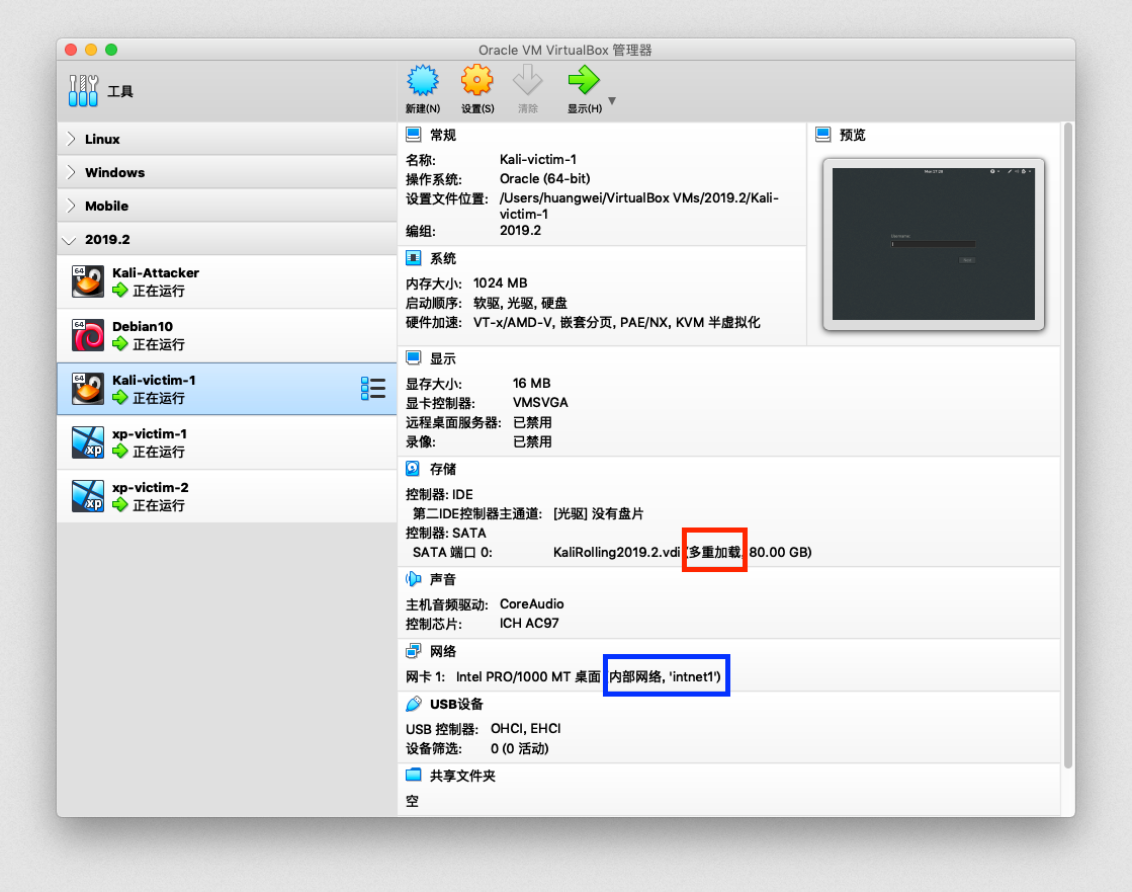 Oracle VM VirtualBox 管理器
工具
新建(N) 设置(S) 清除 显示(H)
Linux
Windows
Mobile
2019.2
64
Kali-Attacker
正在运行
64
Debian10
正在运行
64
Kali-victim-1
正在运行
xp
xp-victim-1
正在运行
xp
xp-victim-2
正在运行
常规
名称: Kali-victim-1
操作系统: Oracle (64-bit)
设置文件位置: /Users/huangwei/VirtualBox VMs/2019.2/Kali-
victim-1
编组: 2019.2
系统
内存大小: 1024 MB
启动顺序: 软驱, 光驱, 硬盘
硬件加速: VT-x/AMD-V, 嵌套分页, PAE/NX, KVM 半虚拟化
预览
显示
显存大小: 16 MB
显卡控制器: VMSVGA
远程桌面服务器: 已禁用
录像: 已禁用
存储
控制器: IDE
第二IDE控制器主通道: [光驱] 没有盘片
控制器: SATA
SATA 端口 0: KaliRolling2019.2.vdi (多重加载, 80.00 GB)
声音
主机音频驱动: CoreAudio
控制芯片: ICH AC97
网络
网卡 1: Intel PRO/1000 MT 桌面 (内部网络, 'intnet1')
USB设备
USB 控制器: OHCI, EHCI
设备筛选: 0 (0 活动)
共享文件夹
空